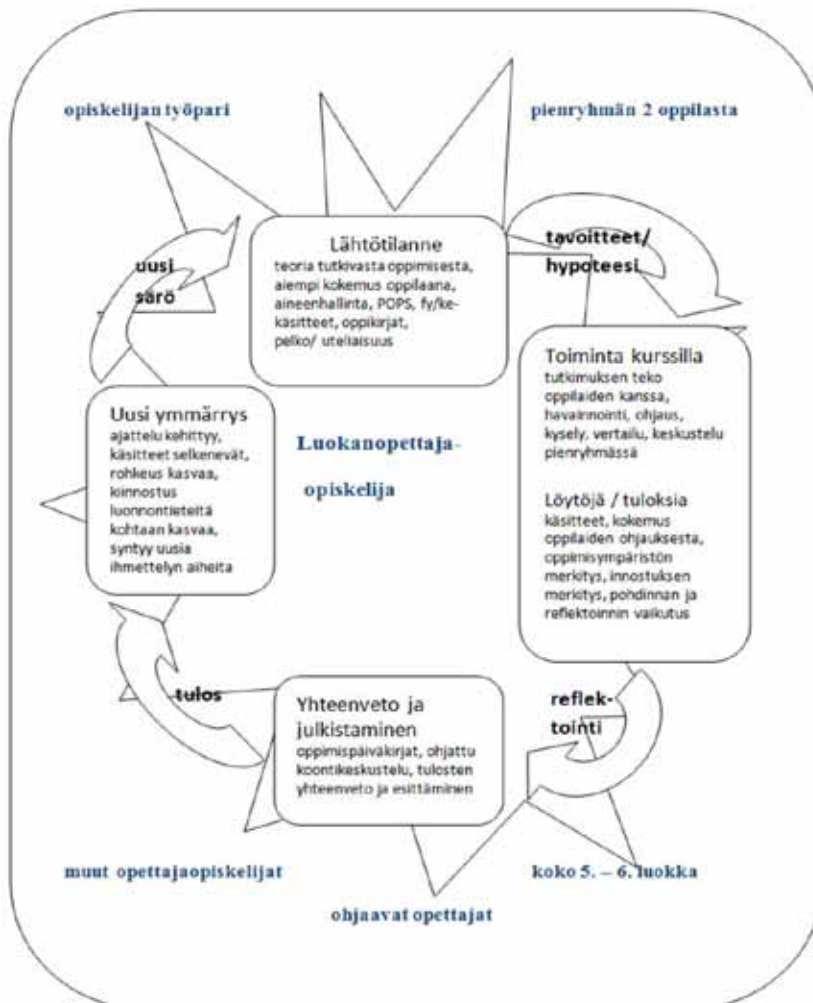 opiskelijan työpari
pienryhmän 2 oppilasta
Lähtötilanne
teoria tutkivasta oppimisesta,
aiempi kokemus oppilaana,
aineenhallinta, POPS, fy/ke-
käsitteet, oppikirjat,
pelko/ uteliaisuus
tavoitteet/
hypoteesi
Toiminta kurssilla
tutkimuksen teko
oppilaiden kanssa,
havainnointi, ohjaus,
kysely, vertailu, keskustelu
pienryhmässä
Löytöjä / tuloksia
käsitteet, kokemus
oppilaiden ohjauksesta,
oppimisympäristön
merkitys, innostuksen
merkitys, pohdinnan ja
reflektoinnin vaikutus
reflek-
tointi
Yhteenveto ja
julkistaminen
oppimispäiväkirjat, ohjattu
koontikeskustelu, tulosten
yhteenveto ja esittäminen
tulos
Uusi ymmärrys
ajattelu kehittyy,
käsitteet selkenevät,
rohkeus kasvaa,
kiinnostus
luonnontieteitä
kohtaan kasvaa,
syntyy uusia
ihmettelyn aiheita
uusi
särö
Luokanopettaja-
opiskelija
muut opettajaopiskelijat
ohjaavat opettajat
koko 5. – 6. luokka